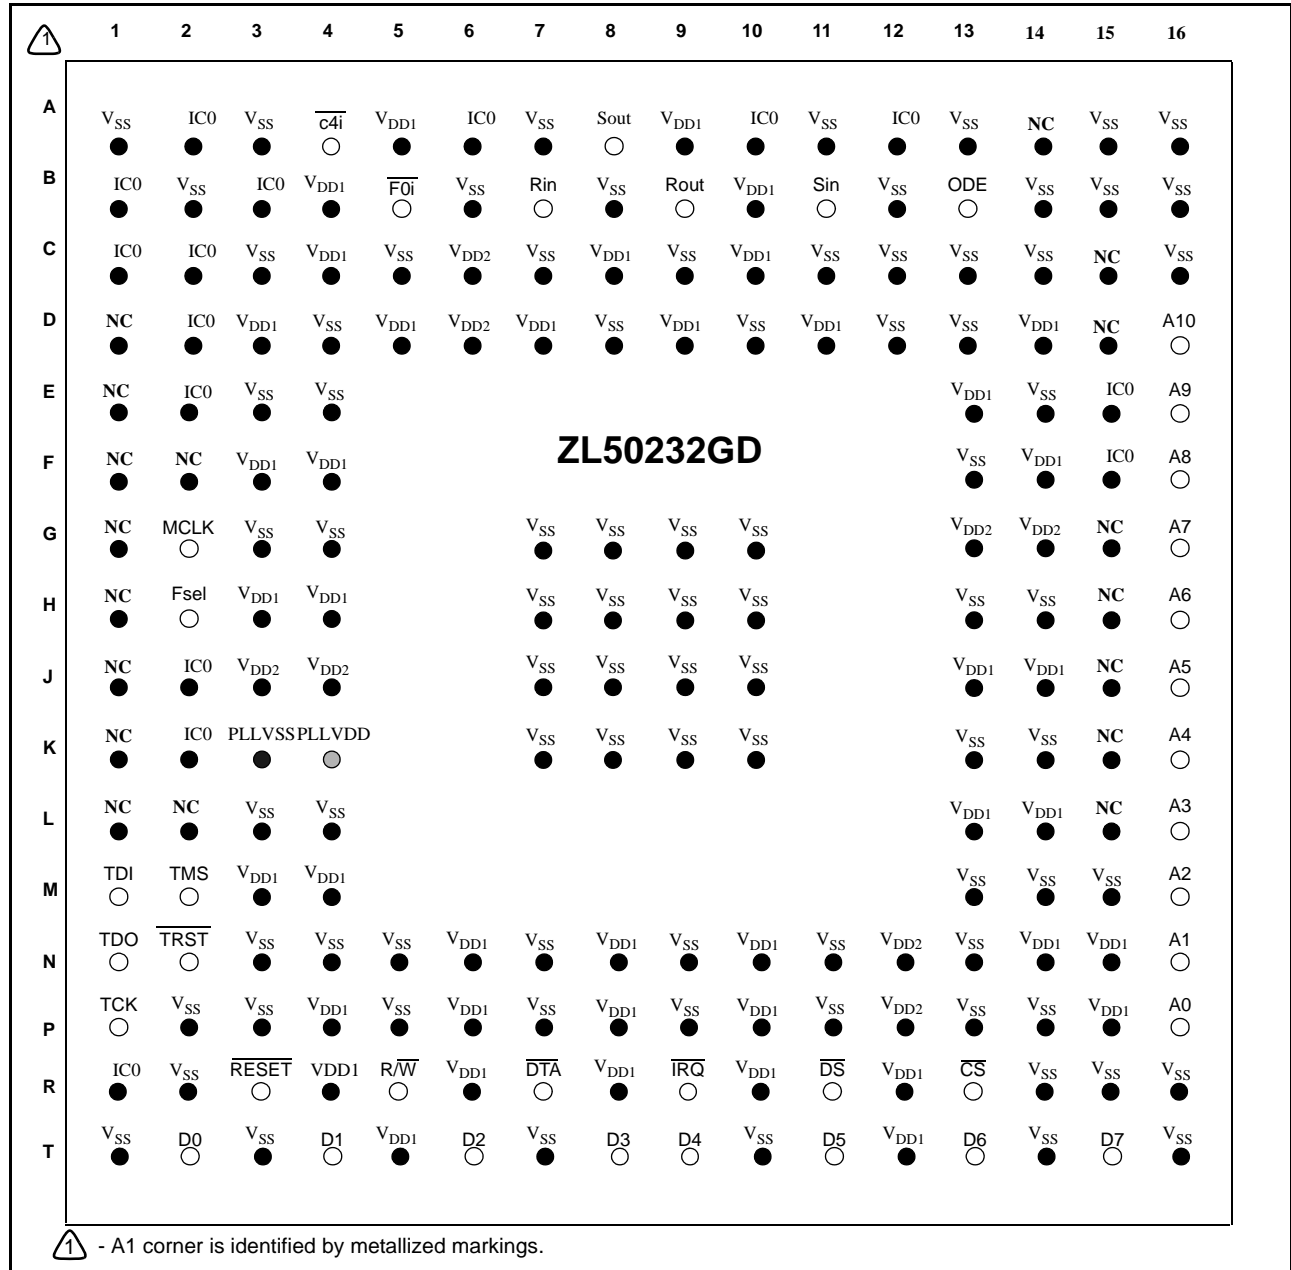 1 1 2 3 4 5 6 7 8 9 10 11 12 13 14 15 16
A VSS IC0 VSS c4i VDD1 IC0 VSS Sout VDD1 IC0 VSS IC0 VSS NC VSS VSS
B IC0 VSS IC0 VDD1 F0i VSS Rin VSS Rout VDD1 Sin VSS ODE VSS VSS VSS
C IC0 IC0 VSS VDD1 VSS VDD2 VSS VDD1 VSS VDD1 VSS VSS VSS VSS NC VSS
D NC IC0 VDD1 VSS VDD1 VDD2 VDD1 VSS VDD1 VSS VDD1 VSS VSS VDD1 NC A10
E NC IC0 VSS VSS VDD1 VSS IC0 A9
ZL50232GD
F NC NC VDD1 VDD1 VSS VDD1 IC0 A8
G NC MCLK VSS VSS VSS VSS VSS VSS VDD2 VDD2 NC A7
H NC Fsel VDD1 VDD1 VSS VSS VSS VSS VSS VSS NC A6
J NC IC0 VDD2 VDD2 VSS VSS VSS VSS VDD1 VDD1 NC A5
K NC IC0 PLLVSS PLLVDD VSS VSS VSS VSS VSS VSS NC A4
L NC NC VSS VSS VDD1 VDD1 NC A3
M TDI TMS VDD1 VDD1 VSS VSS VSS A2
N TDO TRST VSS VSS VSS VDD1 VSS VDD1 VSS VDD1 VSS VDD2 VSS VDD1 VDD1 A1
P TCK VSS VSS VDD1 VSS VDD1 VSS VDD1 VSS VDD1 VSS VDD2 VSS VSS VDD1 A0
R IC0 VSS RESET VDD1 R/W VDD1 DTA VDD1 IRQ VDD1 DS VDD1 CS VSS VSS VSS
T VSS D0 VSS D1 VDD1 D2 VSS D3 D4 VSS D5 VDD1 D6 VSS D7 VSS
1 - A1 corner is identified by metallized markings.